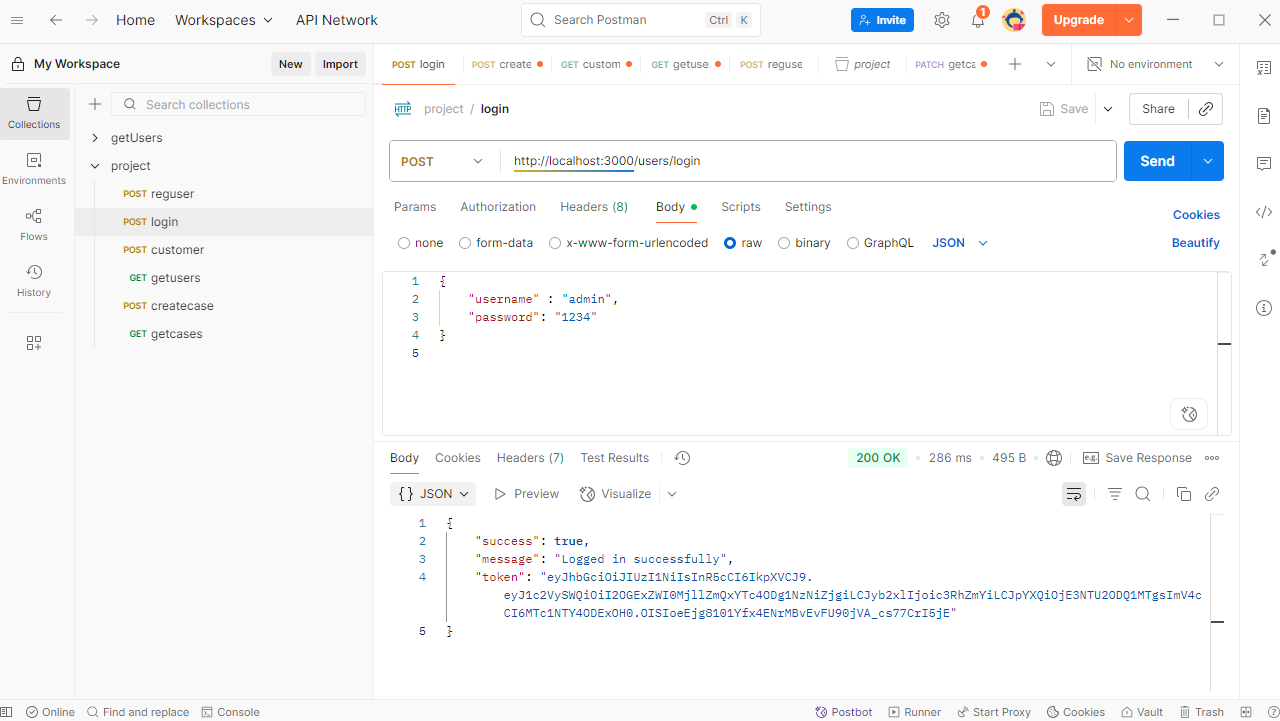 Home Workspaces API Network Search Postman Ctrl K Invite 1 Upgrade
My Workspace New Import POST login POST create GET custom GET getuse POST reguse project PATCH getca No environment
Collections Search collections project / login Save Share
getUsers
Environments project POST http://localhost:3000/users/login Send
POST reguser Params Authorization Headers (8) Body Scripts Settings Cookies
Flows POST login none form-data x-www-form-urlencoded raw binary GraphQL JSON Beautify
POST customer
History GET getusers
POST createcase
GET getcases
1 {
2 "username" : "admin",
3 "password": "1234"
4 }
5
Body Cookies Headers (7) Test Results 200 OK 286 ms 495 B e.g. Save Response
{} JSON Preview Visualize
1 {
2 "success": true,
3 "message": "Logged in successfully",
4 "token": "eyJhbGciOiJIUzI1NiIsInR5cCI6IkpXVCJ9.
eyJ1c2VySWQiOiI2OGExZWI0MjllZmQxYTc4ODg1NzNiZjgiLCJyb2xlIjoic3RhZmYiLCJpYXQiOjE3NTU2ODQ1MTgsImV4c
CI6MTc1NTY4ODExOH0.OISIoeEjg8101Yfx4ENrMBvEvFU90jVA_cs77CrI5jE"
5 }
Online Find and replace Console Postbot Runner Start Proxy Cookies Vault Trash